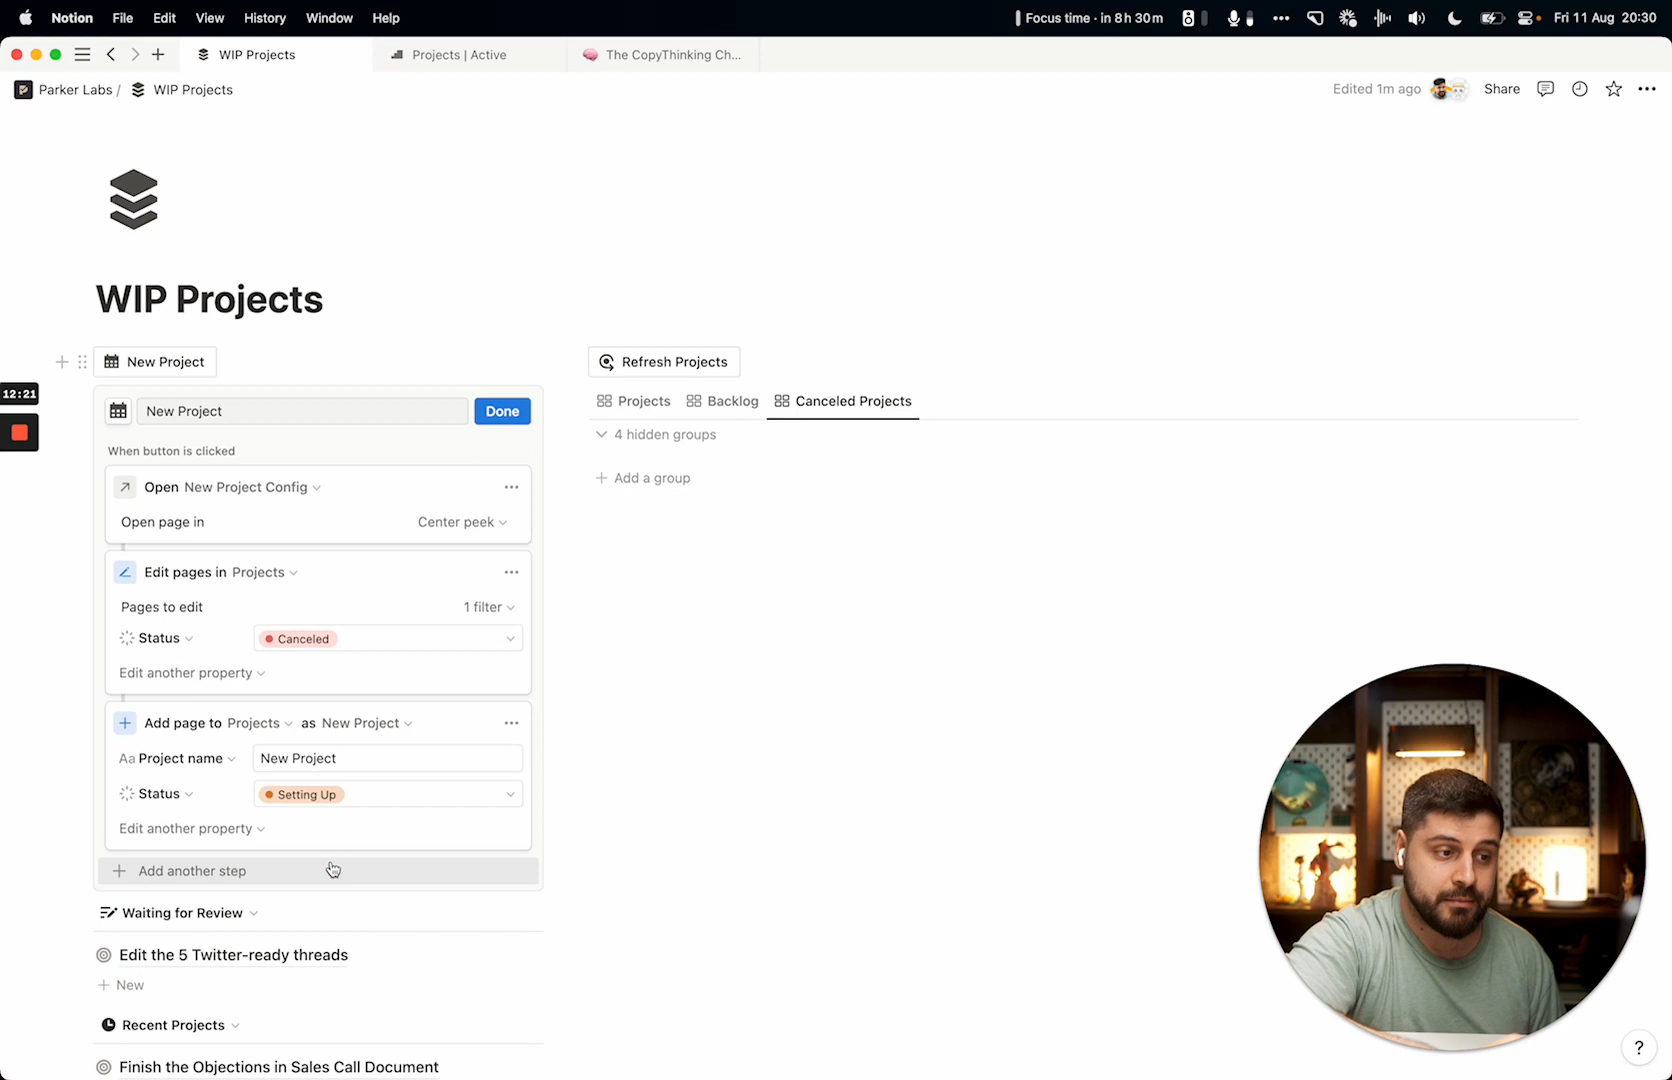 Notion File Edit View History Window Help
Focus time · in 8 h 30 m
Fri 11 Aug 20:30
WIP Projects
Projects | Active
The CopyThinking Ch...
Parker Labs / WIP Projects
Edited 1m ago
Share
WIP Projects
New Project
12:21
New Project
Done
When button is clicked
Open New Project Config
Open page in
Center peek
Edit pages in Projects
Pages to edit
1 filter
Status
Canceled
Edit another property
Add page to Projects as New Project
Aa Project name
New Project
Status
Setting Up
Edit another property
Add another step
Waiting for Review
Edit the 5 Twitter-ready threads
New
Recent Projects
Finish the Objections in Sales Call Document
Refresh Projects
Projects
Backlog
Canceled Projects
4 hidden groups
Add a group
?